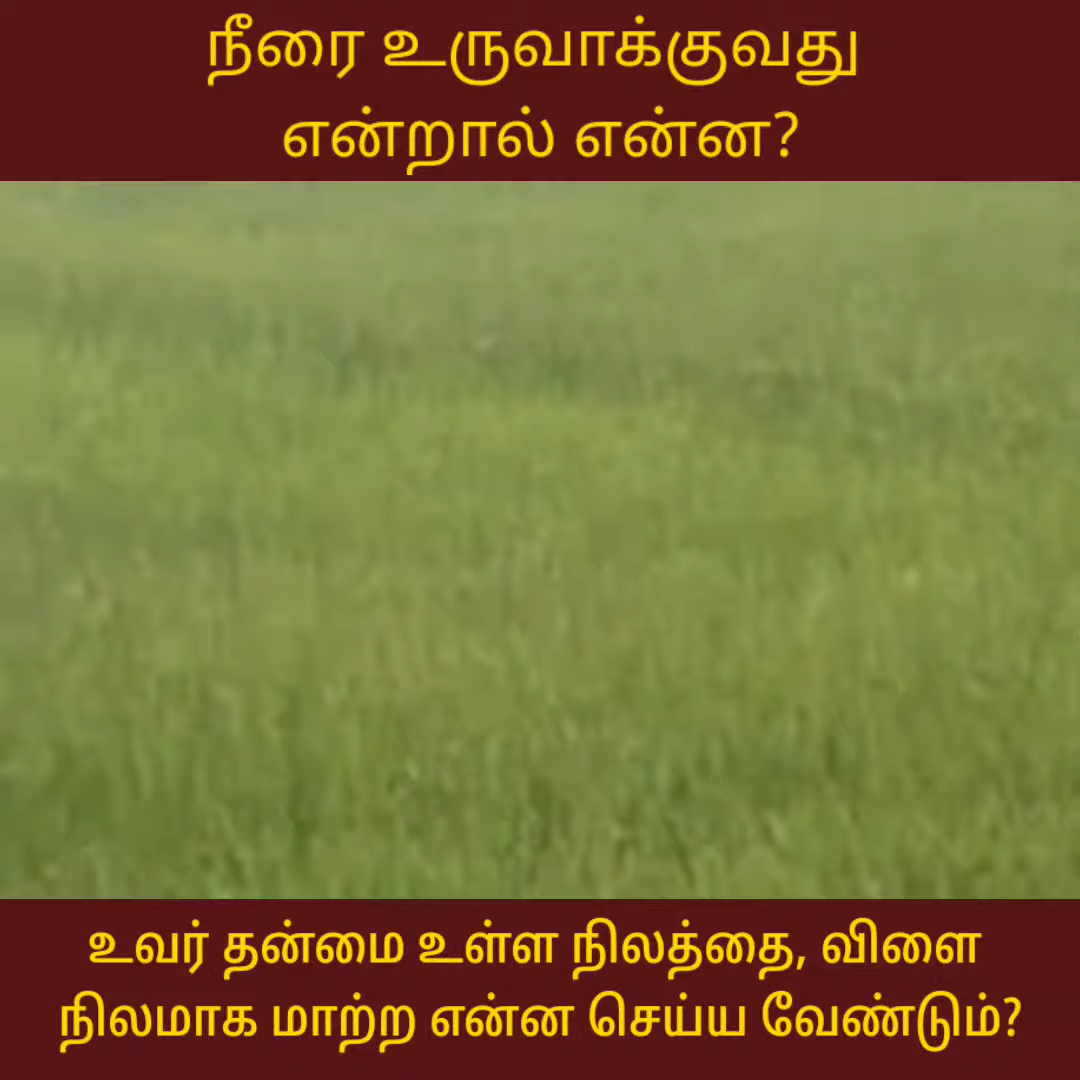 நீரை உருவாக்குவது
என்றால் என்ன?
உவர் தன்மை உள்ள நிலத்தை, விளை
நிலமாக மாற்ற என்ன செய்ய வேண்டும்?